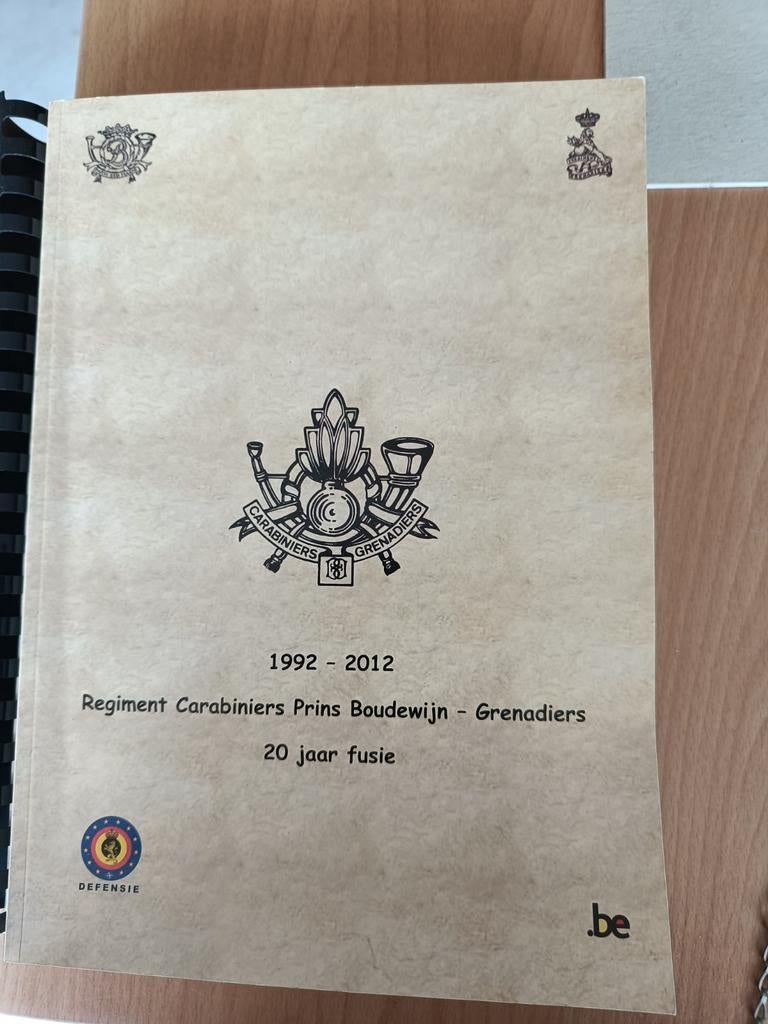 CARABINIERS GRENADIERS
1992 - 2012
Regiment Carabiniers Prins Boudewijn - Grenadiers
20 jaar fusie
DEFENSIE
.be